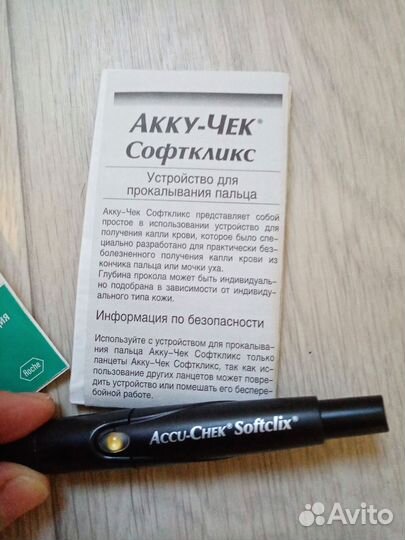 АККУ-ЧЕК®
Софткликс
Устройство для
прокалывания пальца
Акку-Чек Софткликс представляет собой
простое в использовании устройство для
получения капли крови, которое было спе-
циально разработано для практически без-
болезненного получения капли крови из
кончика пальца или мочки уха.
Глубина прокола может быть индивидуаль-
но подобрана в зависимости от индивиду-
ального типа кожи.
Информация по безопасности
Используйте с устройством для прокалыва-
ния пальца Акку-Чек Софткликс только
ланцеты Акку-Чек Софткликс, так как ис-
пользование других ланцетов может повре-
дить устройство или помешать его беспере-
бойной работе.
Roche
ACCU-CHEK® Softclix®
Avito